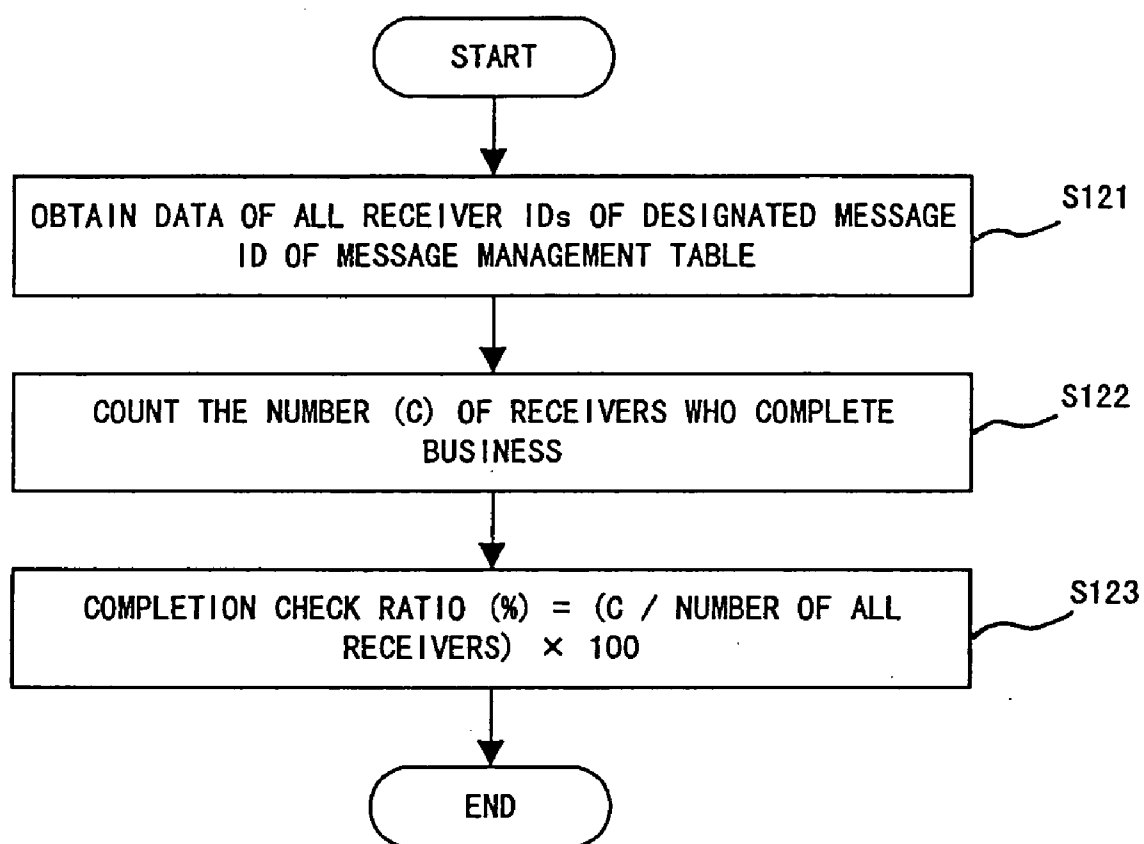 START
OBTAIN DATA OF ALL RECEIVER IDs OF DESIGNATED MESSAGE
ID OF MESSAGE MANAGEMENT TABLE
S121
COUNT THE NUMBER (C) OF RECEIVERS WHO COMPLETE
BUSINESS
S122
COMPLETION CHECK RATIO (%) = (C / NUMBER OF ALL
RECEIVERS) × 100
S123
END